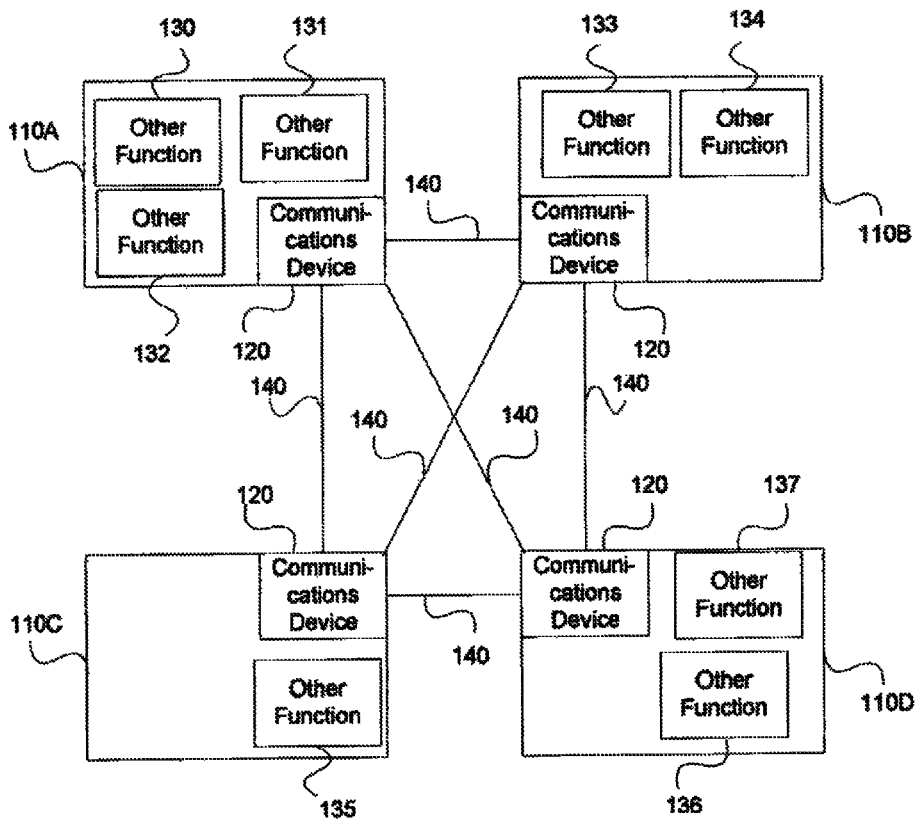 130
131
133
134
110A
Other
Function
Other
Function
Other
Function
Other
Function
Other
Function
140
Communi-
cations
Device
Communi-
cations
Device
110B
132
120
120
140
140
140
140
120
120
137
110C
Communi-
cations
Device
Communi-
cations
Device
Other
Function
140
Other
Function
Other
Function
110D
135
136